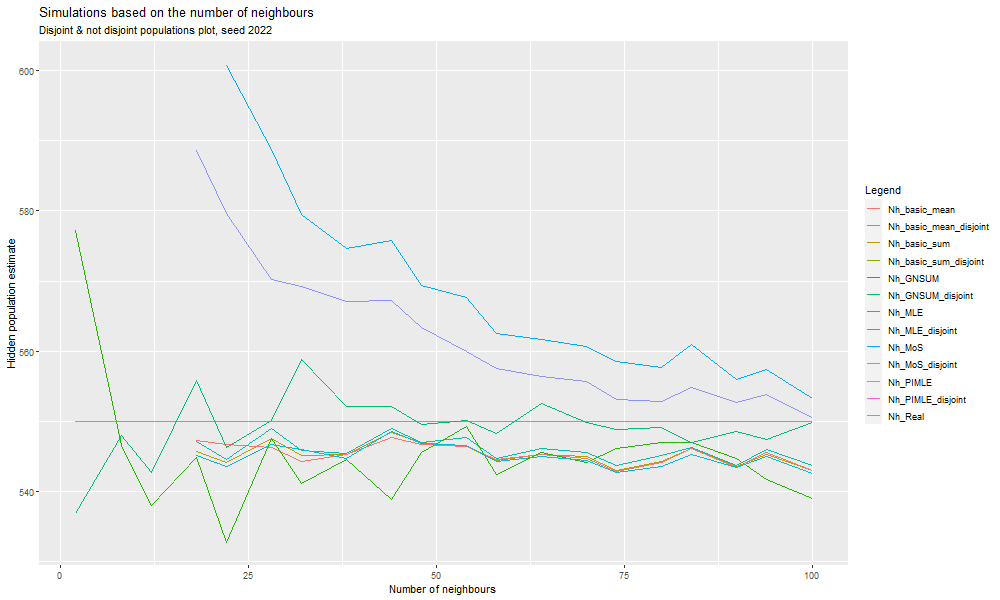 Simulations based on the number of neighbours
Disjoint & not disjoint populations plot, seed 2022
600
580
560
540
Hidden population estimate
0
25
50
75
100
Number of neighbours
Legend
Nh_basic_mean
Nh_basic_mean_disjoint
Nh_basic_sum
Nh_basic_sum_disjoint
Nh_GNSUM
Nh_GNSUM_disjoint
Nh_MLE
Nh_MLE_disjoint
Nh_MoS
Nh_MoS_disjoint
Nh_PIMLE
Nh_PIMLE_disjoint
Nh_Real